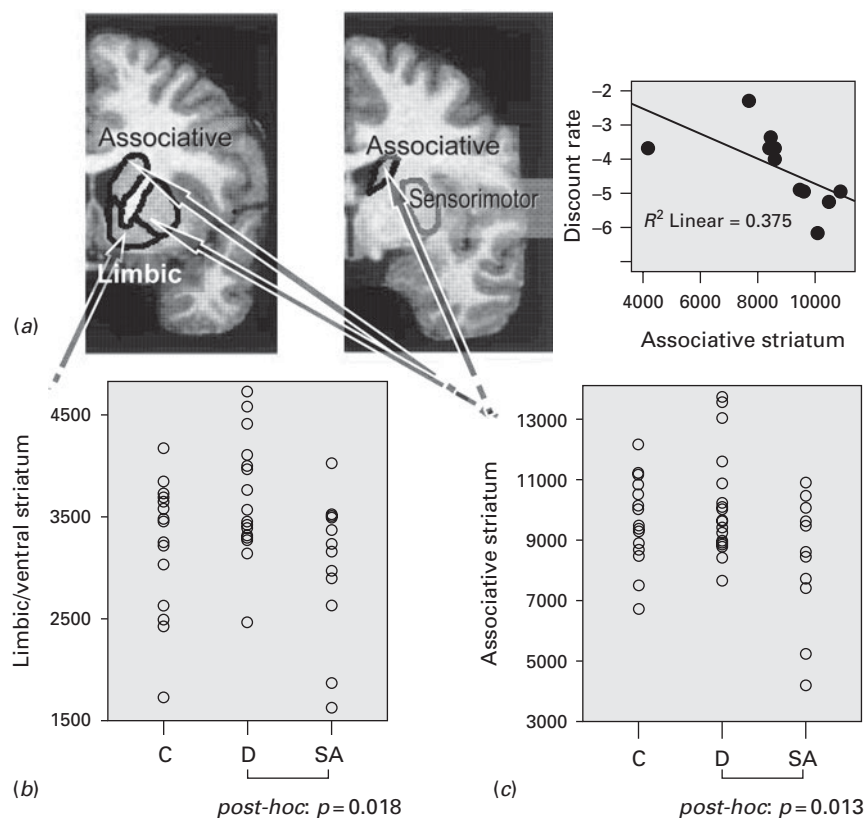 Associative
Limbic
(a)
Associative
Sensorimotor
Discount rate
–2
–3
–4
–5
–6
R² Linear = 0.375
4000 6000 8000 10000
Associative striatum
Limbic/ventral striatum
4500
3500
2500
1500
C D SA
(b)
post-hoc: p = 0.018
Associative striatum
13000
11000
9000
7000
5000
3000
C D SA
(c)
post-hoc: p = 0.013